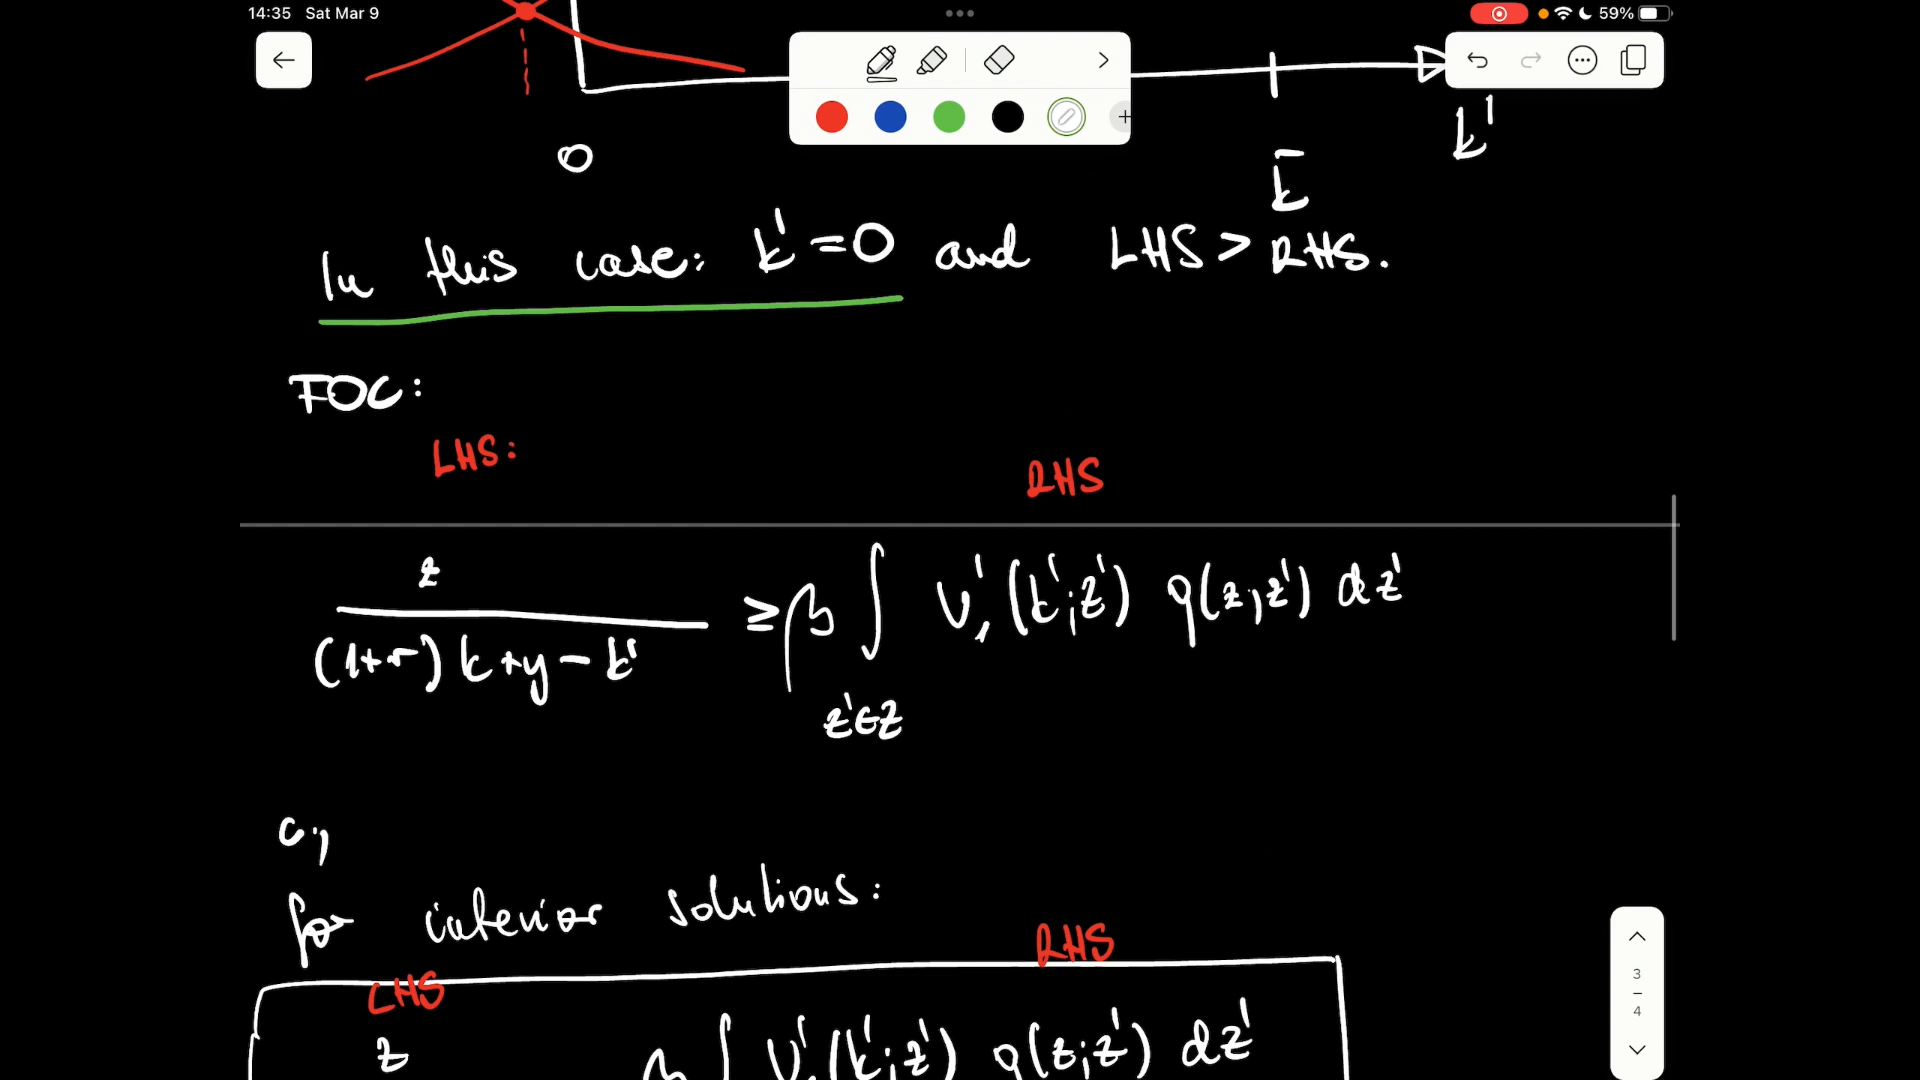 14:35 Sat Mar 9
59%
0
k̄
k'
In this case: k'=0 and LHS > RHS.
FOC:
LHS:
RHS
z
(1+r)k+y-k'
≥ β ∫ V₁'(k';z') q(z;z') dz'
z'∈Z
c;
for interior solutions:
LHS
RHS
z
β ∫ V₁'(k';z') q(z;z') dz'
3
4